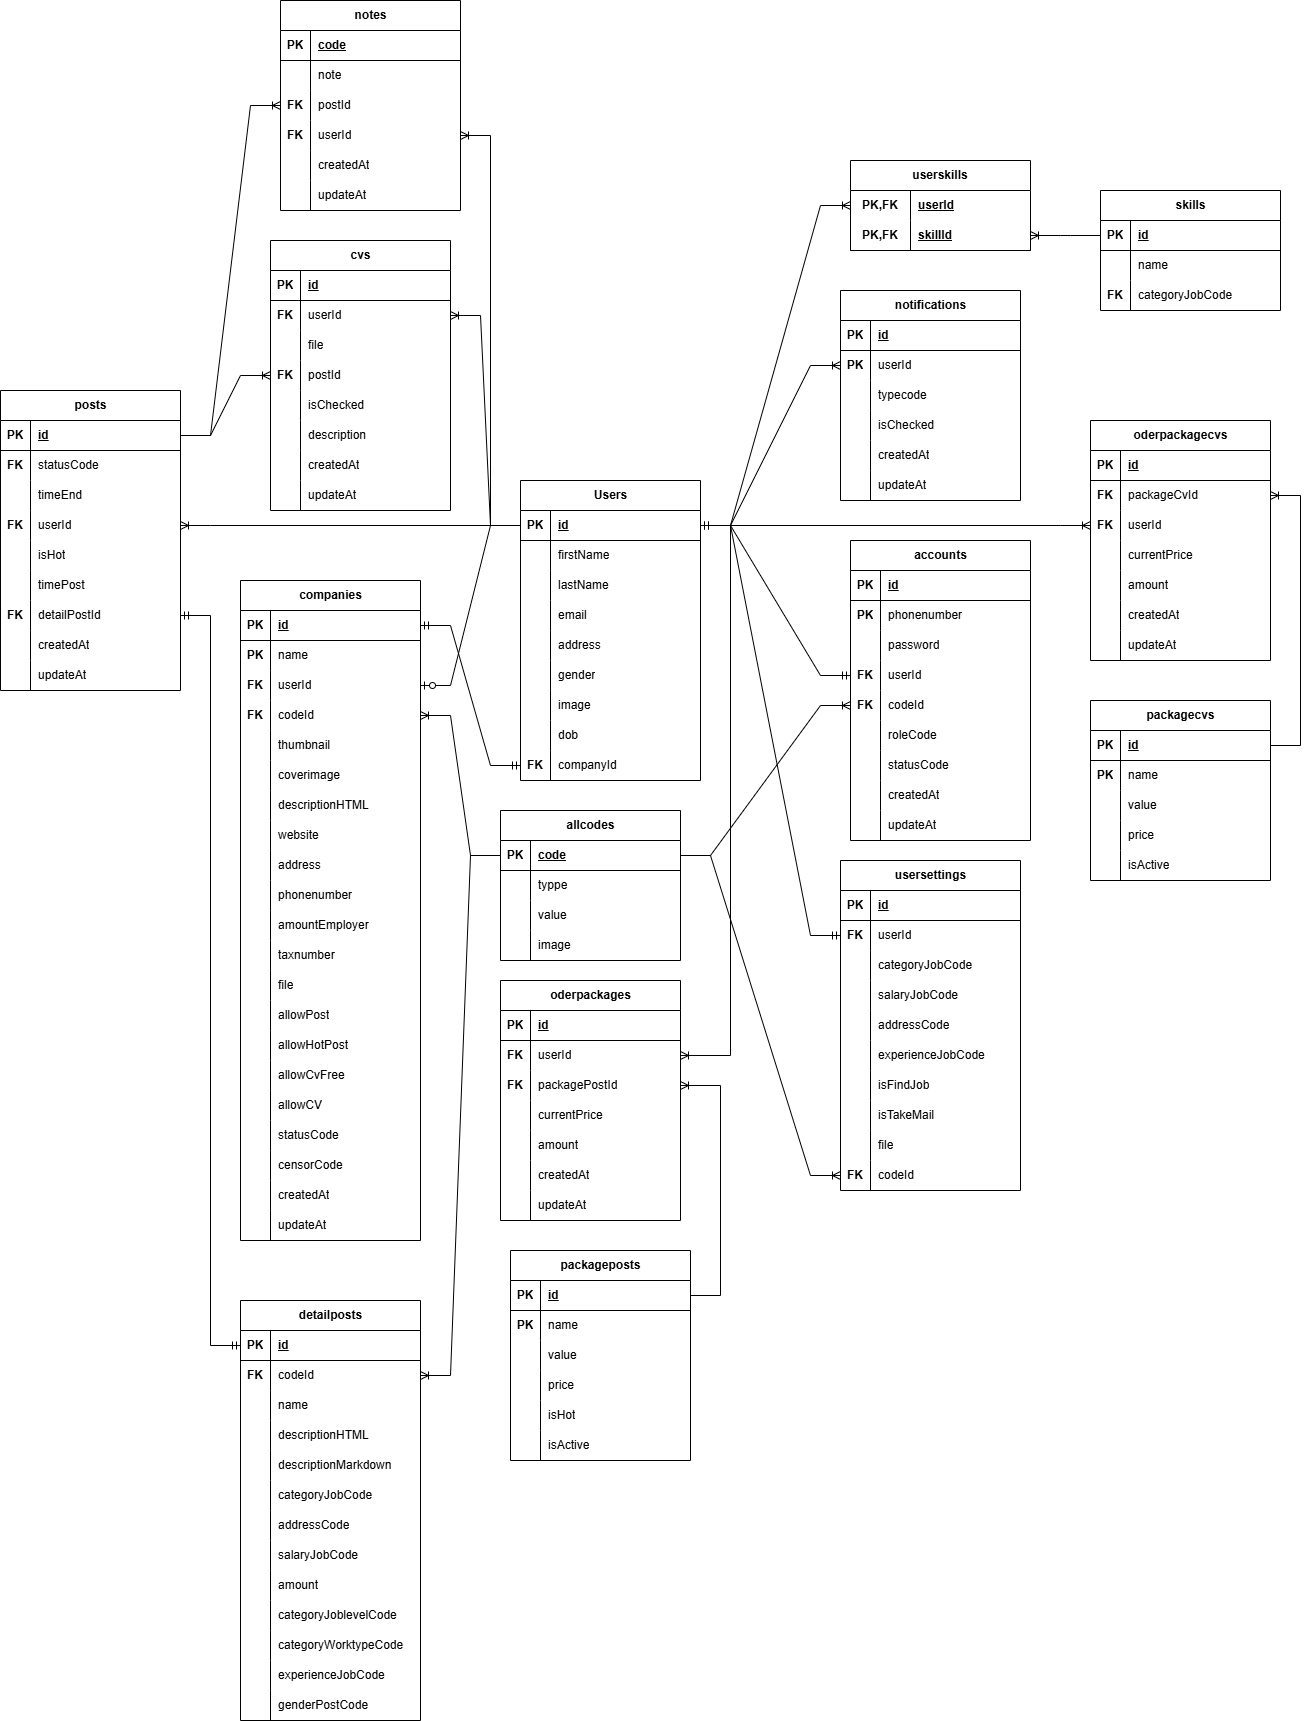 notes
PK code
note
FK postId
FK userId
createdAt
updateAt
cvs
PK id
FK userId
file
FK postId
isChecked
description
createdAt
updateAt
posts
PK id
FK statusCode
timeEnd
FK userId
isHot
timePost
FK detailPostId
createdAt
updateAt
companies
PK id
PK name
FK userId
FK codeId
thumbnail
coverimage
descriptionHTML
website
address
phonenumber
amountEmployer
taxnumber
file
allowPost
allowHotPost
allowCvFree
allowCV
statusCode
censorCode
createdAt
updateAt
detailposts
PK id
FK codeId
name
descriptionHTML
descriptionMarkdown
categoryJobCode
addressCode
salaryJobCode
amount
categoryJoblevelCode
categoryWorktypeCode
experienceJobCode
genderPostCode
Users
PK id
firstName
lastName
email
address
gender
image
dob
FK companyId
allcodes
PK code
typpe
value
image
oderpackages
PK id
FK userId
FK packagePostId
currentPrice
amount
createdAt
updateAt
packageposts
PK id
PK name
value
price
isHot
isActive
userskills
PK,FK userId
PK,FK skillId
skills
PK id
name
FK categoryJobCode
notifications
PK id
PK userId
typecode
isChecked
createdAt
updateAt
accounts
PK id
PK phonenumber
password
FK userId
FK codeId
roleCode
statusCode
createdAt
updateAt
usersettings
PK id
FK userId
categoryJobCode
salaryJobCode
addressCode
experienceJobCode
isFindJob
isTakeMail
file
FK codeId
oderpackagecvs
PK id
FK packageCvId
FK userId
currentPrice
amount
createdAt
updateAt
packagecvs
PK id
PK name
value
price
isActive